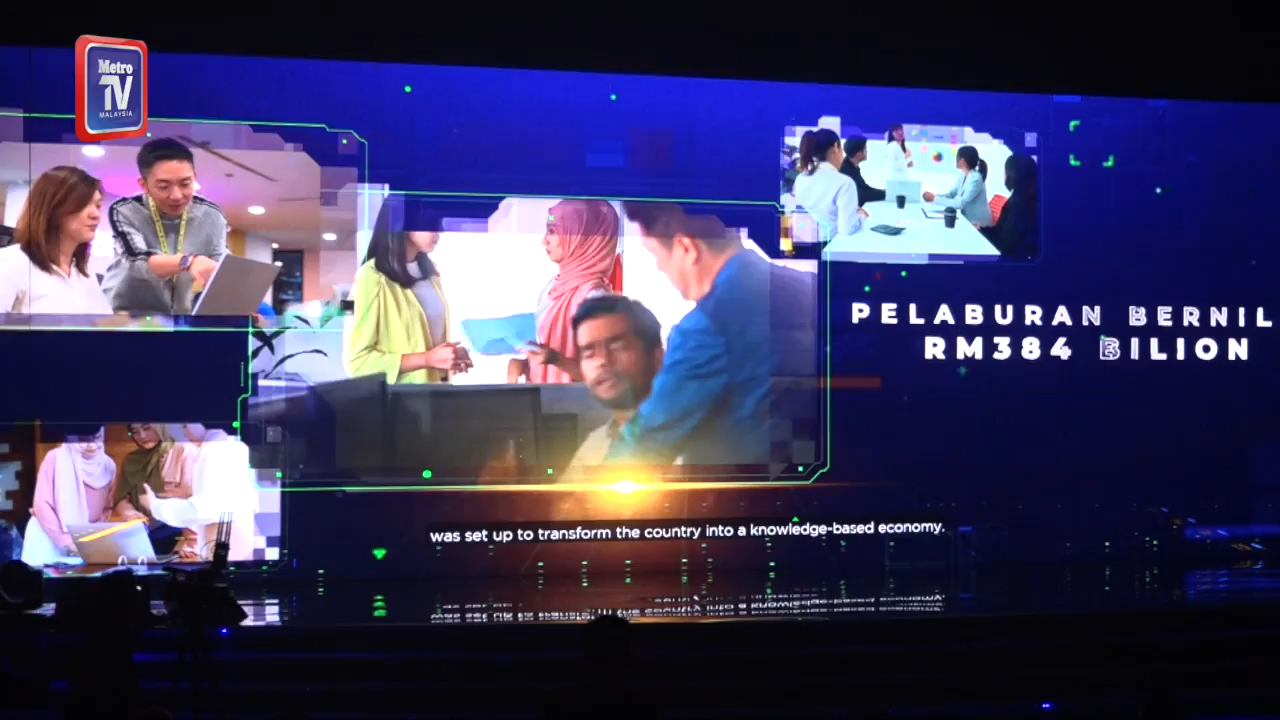 Metro
TV
MALAYSIA
PELABURAN BERNIL
RM384 BILION
was set up to transform the country into a knowledge-based economy.